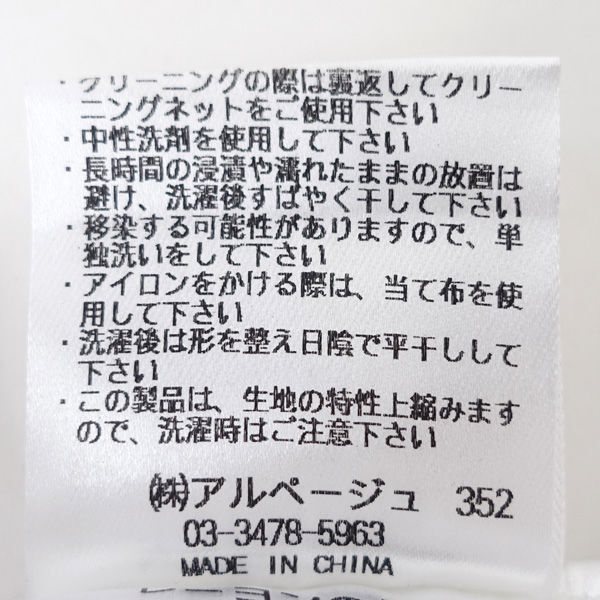 ・クリーニングの際は裏返してクリー
ニングネットをご使用下さい
・中性洗剤を使用して下さい
・長時間の浸漬や濡れたままの放置は
避け、洗濯後すばやく干して下さい
・移染する可能性がありますので、単
独洗いをして下さい
・アイロンをかける際は、当て布を使
用して下さい
・洗濯後は形を整え日陰で平干しして
下さい
・この製品は、生地の特性上縮みます
ので、洗濯時はご注意下さい
㈱アルページュ 352
03-3478-5963
MADE IN CHINA